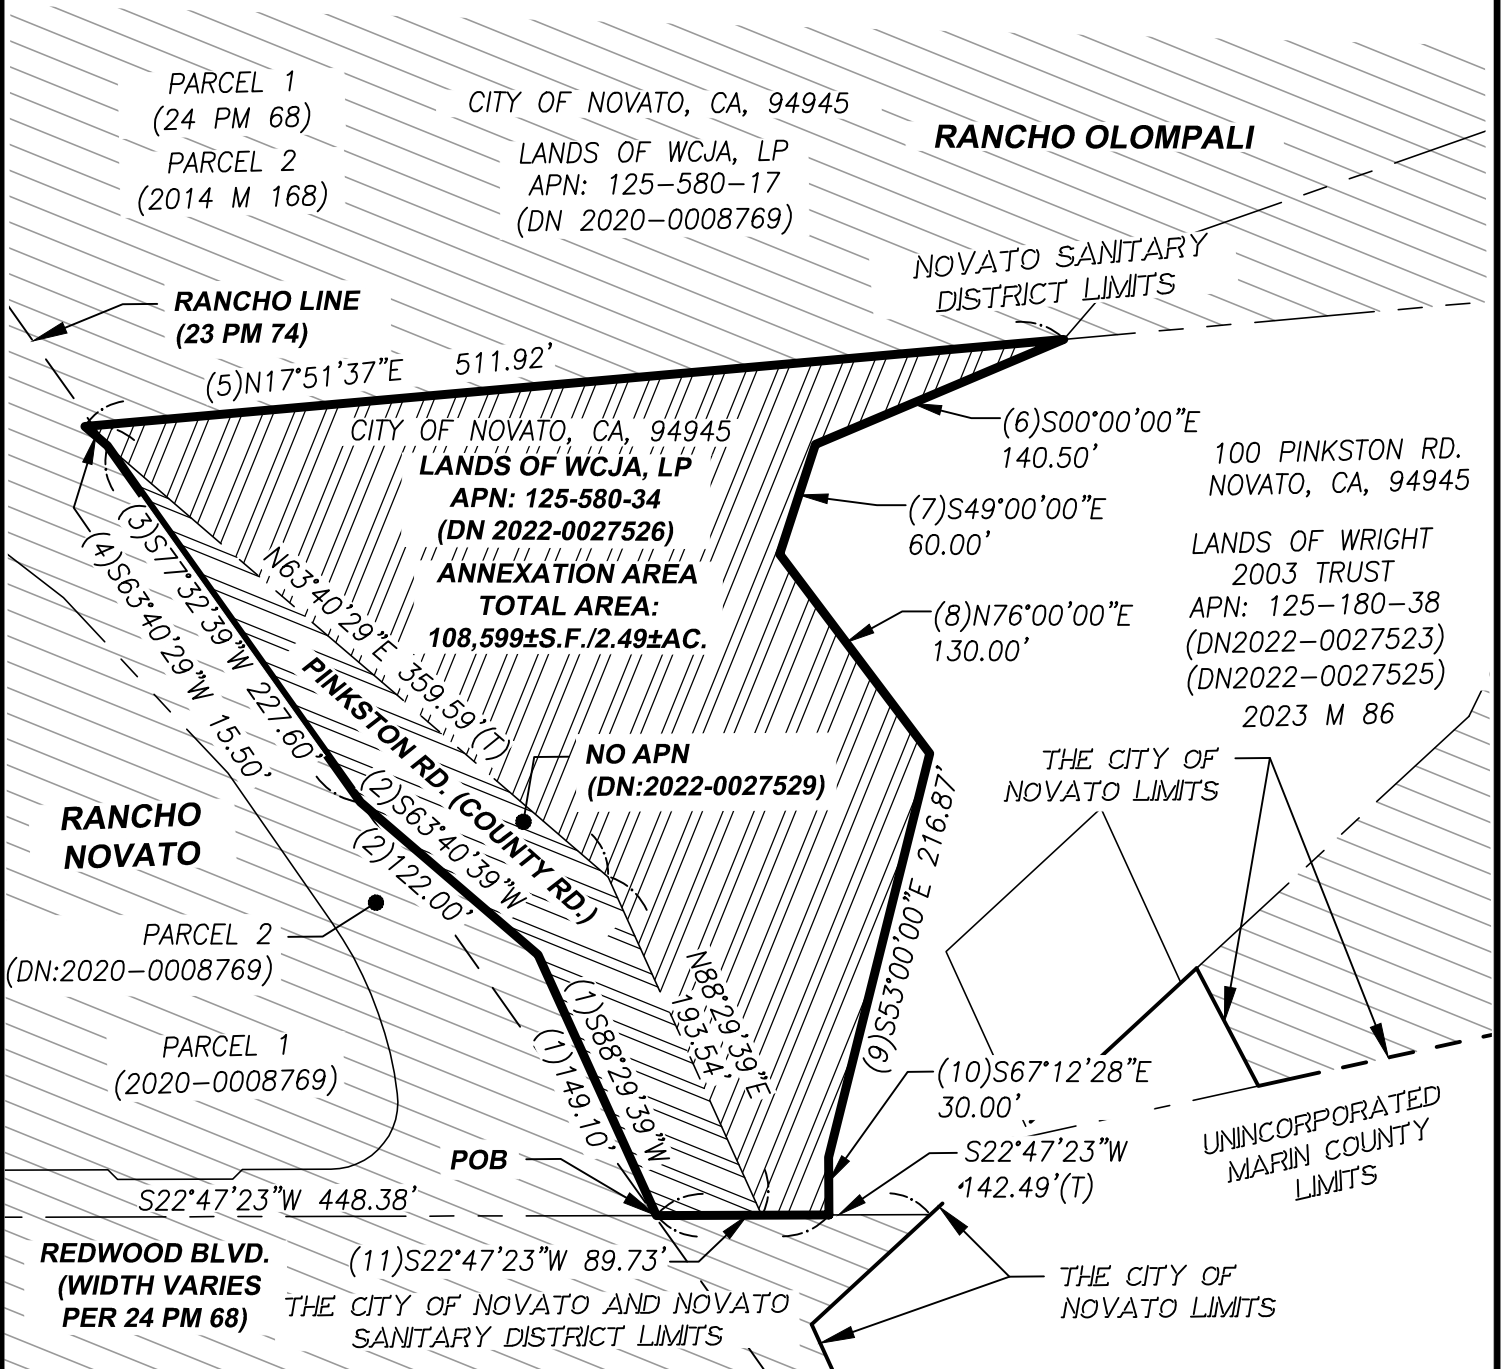 PARCEL 1
(24 PM 68)
PARCEL 2
(2014 M 168)
CITY OF NOVATO, CA, 94945
LANDS OF WCJA, LP
APN: 125-580-17
(DN 2020-0008769)
RANCHO OLOMPALI
NOVATO SANITARY
DISTRICT LIMITS
RANCHO LINE
(23 PM 74)
(5)N17°51'37"E 511.92'
CITY OF NOVATO, CA, 94945
LANDS OF WCJA, LP
APN: 125-580-34
(DN 2022-0027526)
ANNEXATION AREA
TOTAL AREA:
108,599±S.F./2.49±AC.
(6)S00°00'00"E
140.50'
(7)S49°00'00"E
60.00'
(8)N76°00'00"E
130.00'
100 PINKSTON RD.
NOVATO, CA, 94945
LANDS OF WRIGHT
2003 TRUST
APN: 125-180-38
(DN2022-0027523)
(DN2022-0027525)
2023 M 86
(3)S77°32'39"W 227.60'
(4)S63°40'29"W 15.50'
N63°40'29"E 359.59'(T)
PINKSTON RD. (COUNTY RD.)
NO APN
(DN:2022-0027529)
THE CITY OF
NOVATO LIMITS
RANCHO
NOVATO
(2)S63°40'39"W
(2)122.00'
(9)S53°00'00"E 216.87'
PARCEL 2
(DN:2020-0008769)
N88°29'39"E
193.54'
(1)S88°29'39"W
(1)149.10'
PARCEL 1
(2020-0008769)
(10)S67°12'28"E
30.00'
UNINCORPORATED
MARIN COUNTY
LIMITS
POB
S22°47'23"W
142.49'(T)
S22°47'23"W 448.38'
REDWOOD BLVD.
(WIDTH VARIES
PER 24 PM 68)
(11)S22°47'23"W 89.73'
THE CITY OF NOVATO AND NOVATO
SANITARY DISTRICT LIMITS
THE CITY OF
NOVATO LIMITS